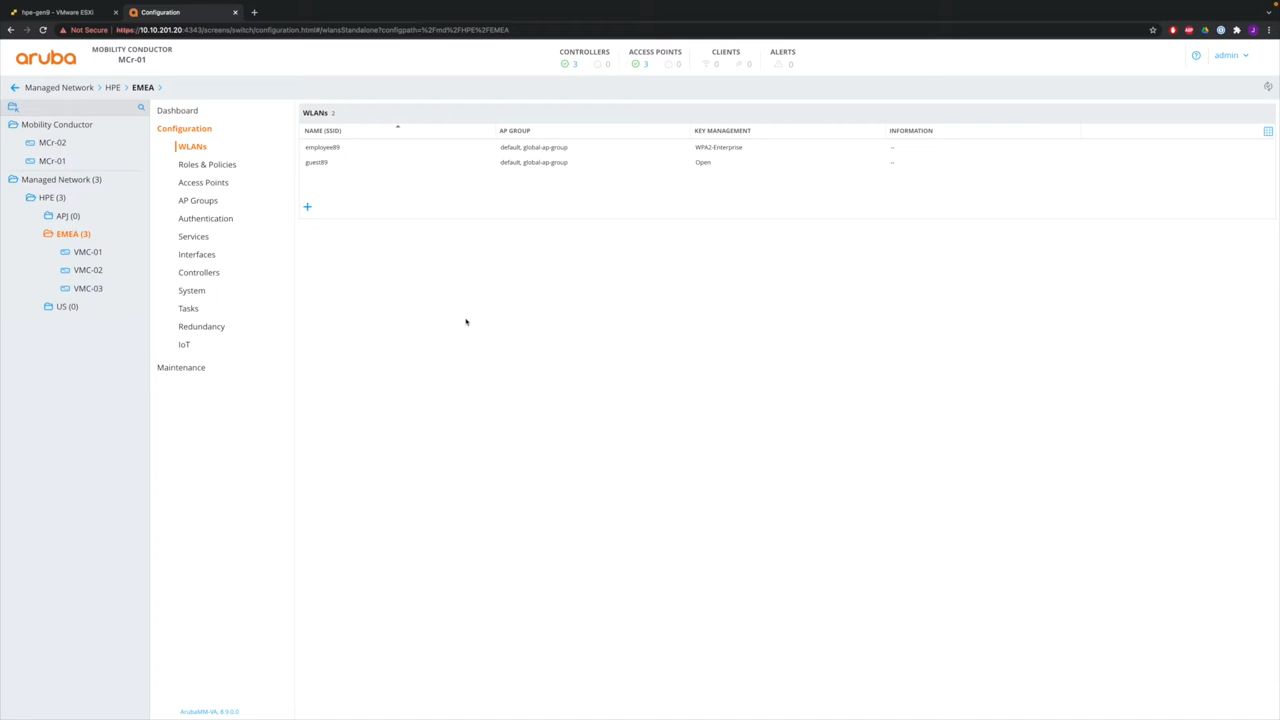 hpe-gen9 – VMware ESXi
Configuration
Not Secure https://10.10.201.20:4343/screens/switch/configuration.html#/wlansStandalone?configpath=%2Fmd%2FHPE%2FEMEA
aruba
MOBILITY CONDUCTOR
MCr-01
CONTROLLERS
3 0
ACCESS POINTS
3 0
CLIENTS
0 0
ALERTS
0
admin
Managed Network > HPE > EMEA >
Mobility Conductor
MCr-02
MCr-01
Managed Network (3)
HPE (3)
APJ (0)
EMEA (3)
VMC-01
VMC-02
VMC-03
US (0)
Dashboard
Configuration
WLANs
Roles & Policies
Access Points
AP Groups
Authentication
Services
Interfaces
Controllers
System
Tasks
Redundancy
IoT
Maintenance
ArubaMM-VA, 8.9.0.0
WLANs 2
NAME (SSID) AP GROUP KEY MANAGEMENT INFORMATION
employee89 default, global-ap-group WPA2-Enterprise --
guest89 default, global-ap-group Open --